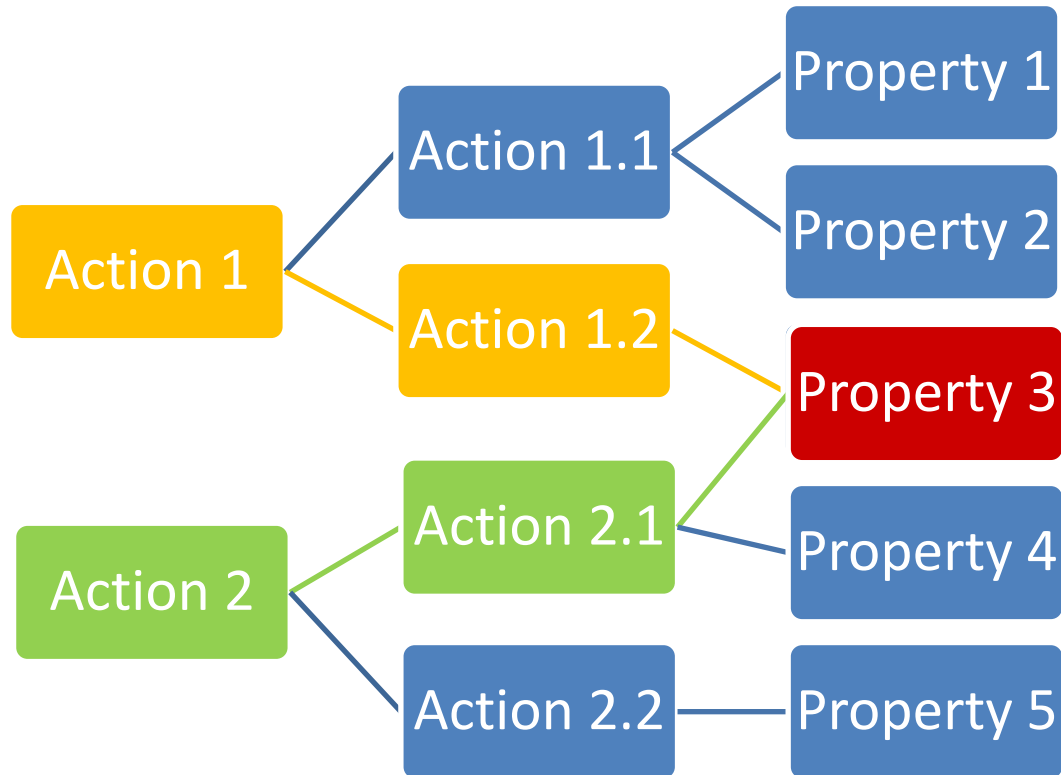 Action 1
Action 1.1
Property 1
Property 2
Action 1.2
Property 3
Action 2
Action 2.1
Property 4
Action 2.2
Property 5